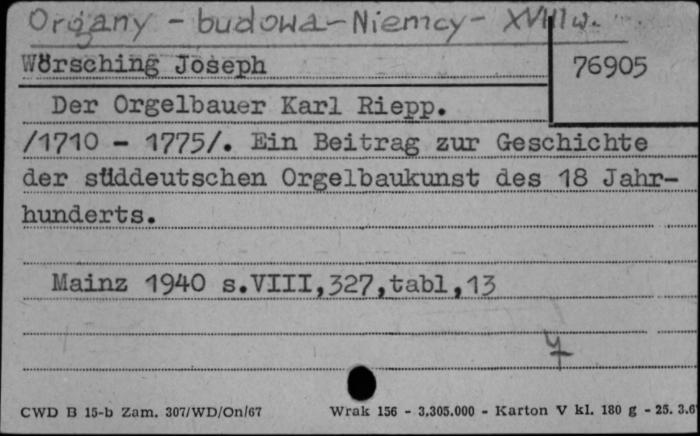 Organy - budowa - Niemcy - XVIII w.
Wörsching Joseph
76905
Der Orgelbauer Karl Riepp.
/1710 - 1775/. Ein Beitrag zur Geschichte
der süddeutschen Orgelbaukunst des 18 Jahr-
hunderts.
Mainz 1940 s.VIII,327,tabl,13
CWD B 15-b Zam. 307/WD/On/67
Wrak 156 - 3,305.000 - Karton V kl. 180 g - 25. 3.6